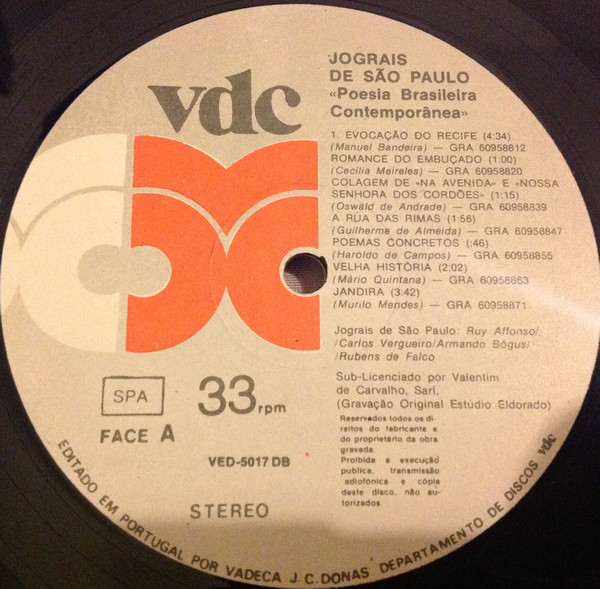 vdc
JOGRAIS
DE SÃO PAULO
«Poesia Brasileira
Contemporânea»
1. EVOCAÇÃO DO RECIFE (4:34)
(Manuel Bandeira) — GRA 60958812
ROMANCE DO EMBUÇADO (1:00)
(Cecília Meireles) — GRA 60958820
COLAGEM DE «NA AVENIDA» E «NOSSA
SENHORA DOS CORDÕES» (1:15)
(Oswald de Andrade) — GRA 60958839
A RUA DAS RIMAS (1:56)
(Guilherme de Almeida) — GRA 60958847
POEMAS CONCRETOS (:46)
(Haroldo de Campos) — GRA 60958855
VELHA HISTÓRIA (2:02)
(Mário Quintana) — GRA 60958863
JANDIRA (3:42)
(Murilo Mendes) — GRA 60958871
Jograis de São Paulo: Ruy Affonso/
/Carlos Vergueiro/Armando Bógus/
/Rubens de Falco
Sub-Licenciado por Valentim
de Carvalho, Sarl,
(Gravação Original Estúdio Eldorado)
Reservados todos os di-
reitos do fabricante e
do proprietário da obra
gravada.
Proibida a execução
publica, transmissão
adiofónica e cópia
deste disco, não au-
torizados.
SPA
33 rpm
FACE A
VED-5017 DB
STEREO
EDITADO EM PORTUGAL POR VADECA J.C. DONAS DEPARTAMENTO DE DISCOS vdc